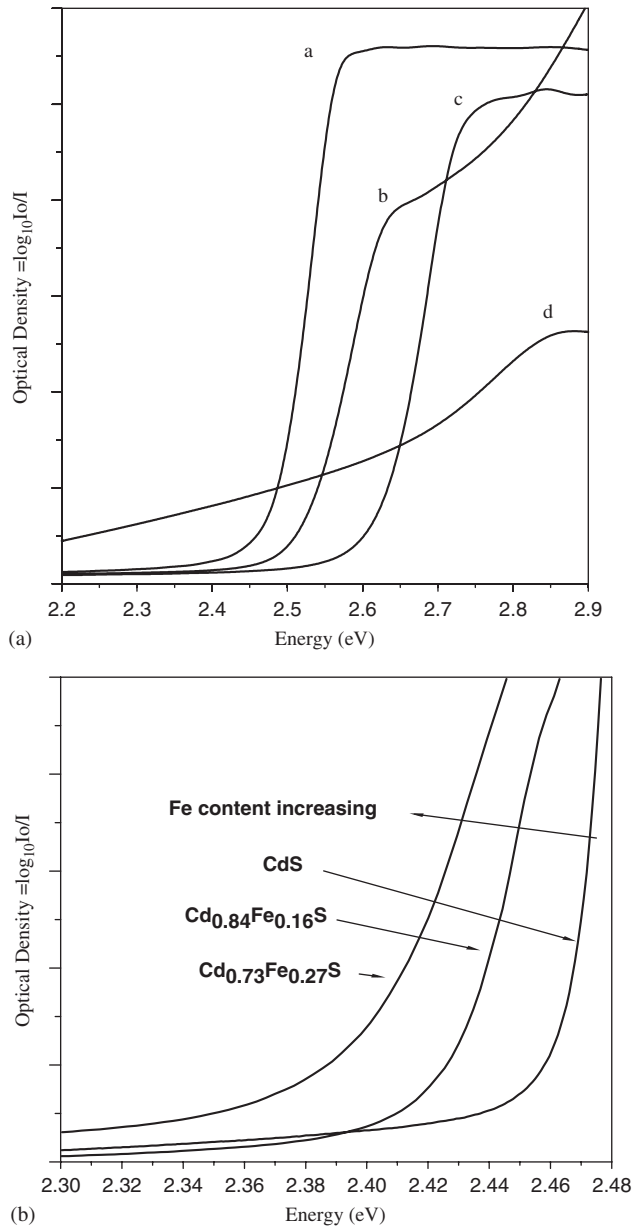 a
c
b
d
Optical Density =log₁₀Io/I
2.2 2.3 2.4 2.5 2.6 2.7 2.8 2.9
(a) Energy (eV)
Fe content increasing
CdS
Cd₀.₈₄Fe₀.₁₆S
Cd₀.₇₃Fe₀.₂₇S
Optical Density =log₁₀Io/I
2.30 2.32 2.34 2.36 2.38 2.40 2.42 2.44 2.46 2.48
(b) Energy (eV)